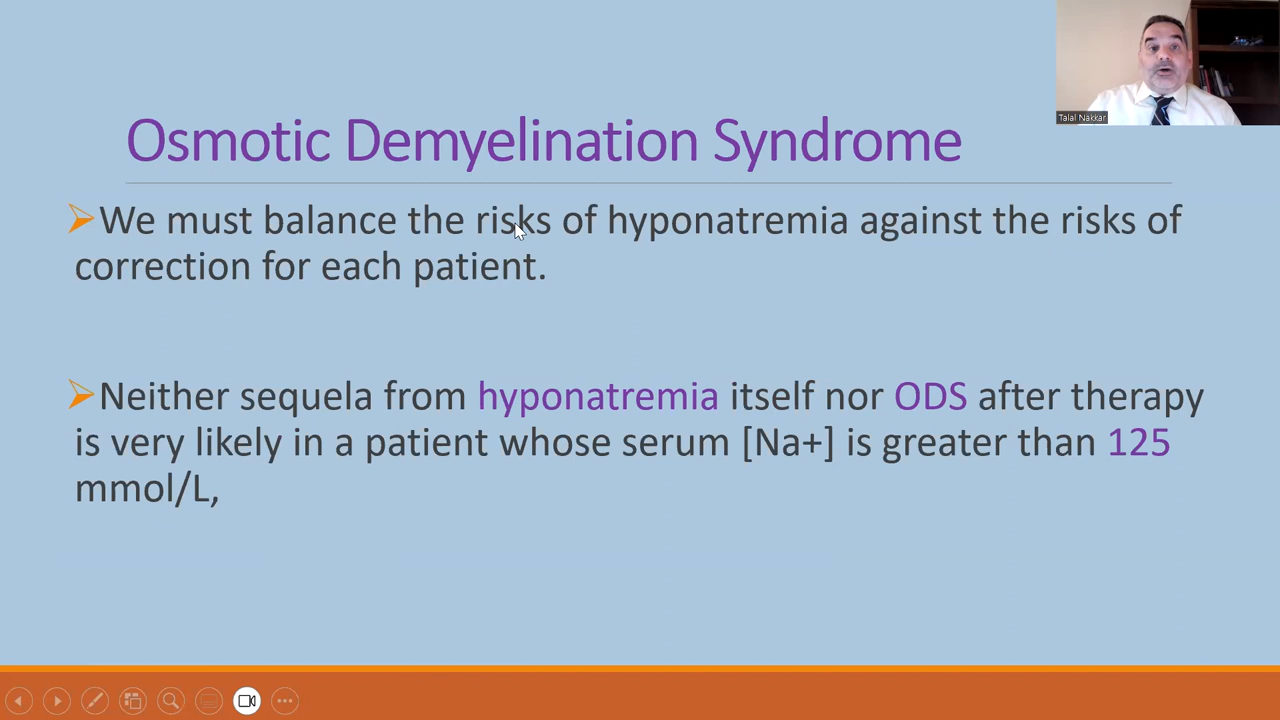 Talal Nakkar
Osmotic Demyelination Syndrome
We must balance the risks of hyponatremia against the risks of
correction for each patient.
Neither sequela from hyponatremia itself nor ODS after therapy
is very likely in a patient whose serum [Na+] is greater than 125
mmol/L,